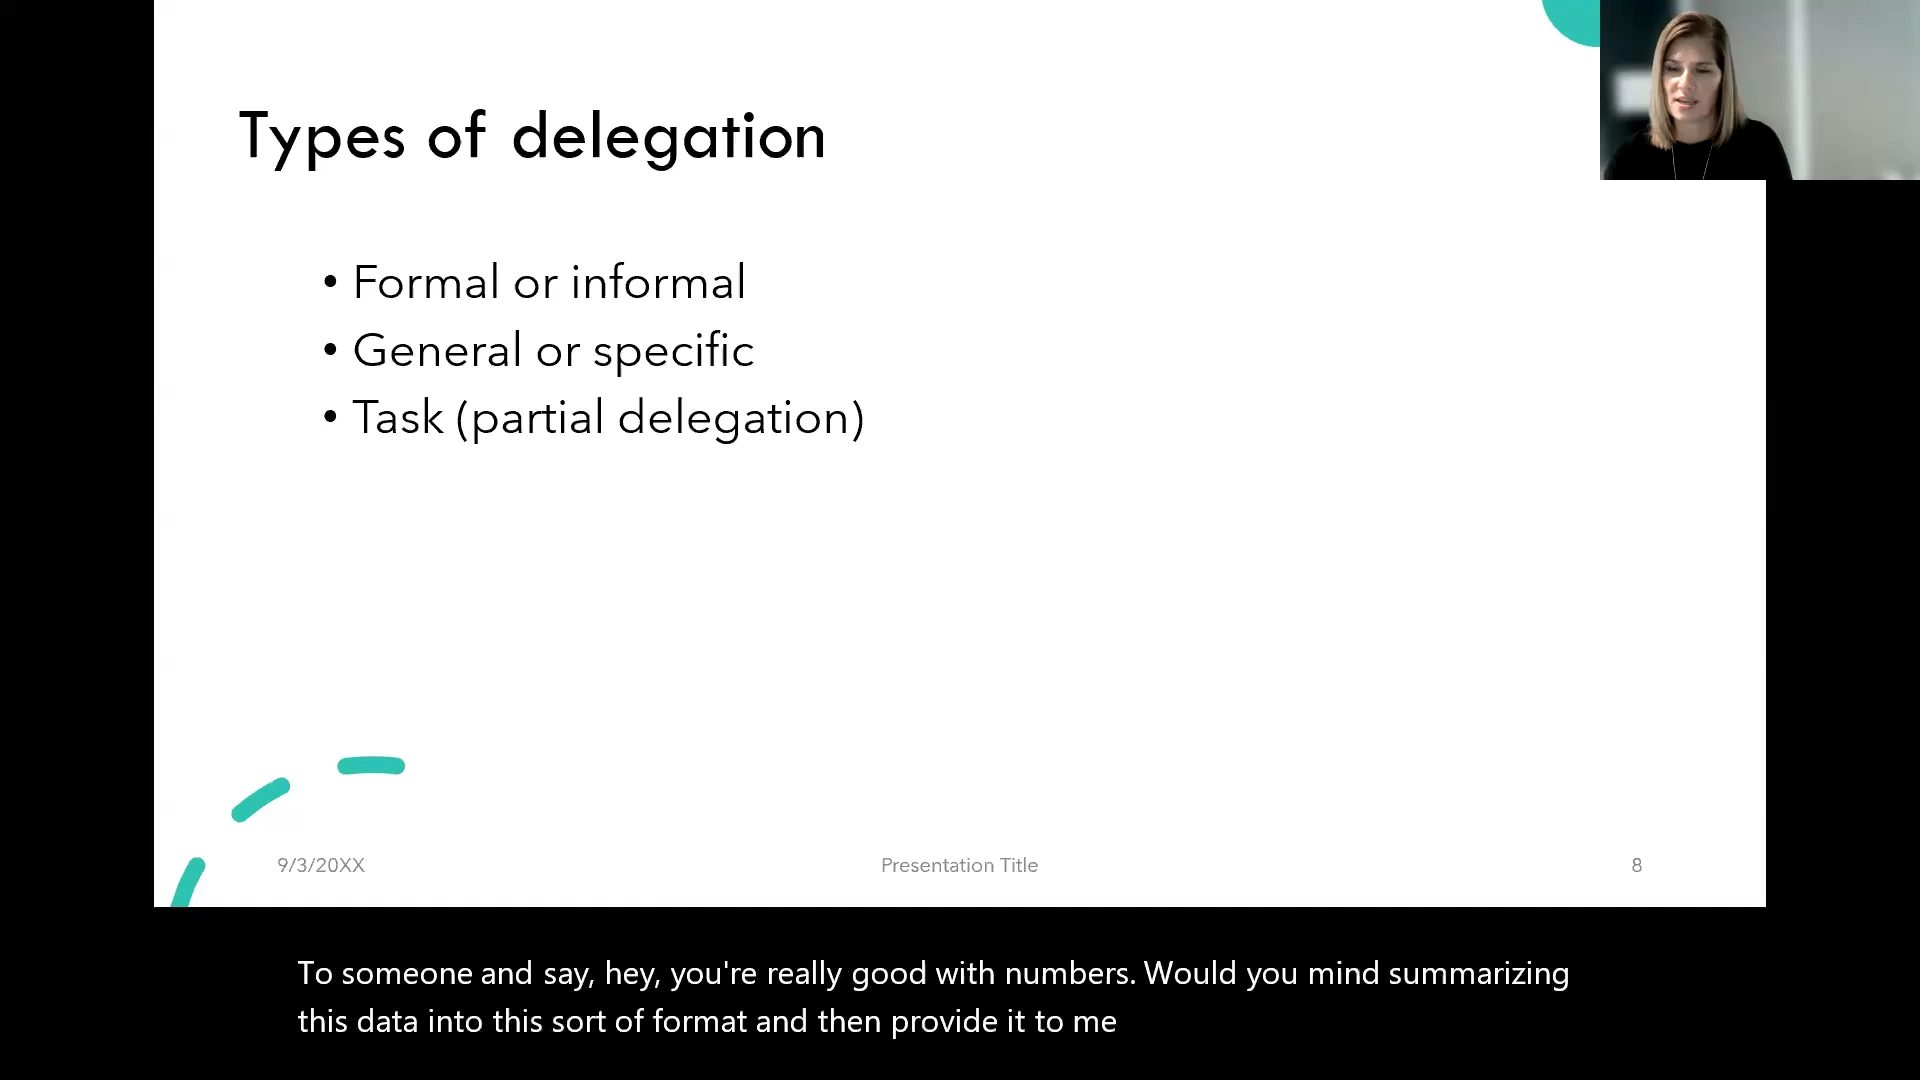 Types of delegation
• Formal or informal
• General or specific
• Task (partial delegation)
9/3/20XX
Presentation Title
8
To someone and say, hey, you're really good with numbers. Would you mind summarizing
this data into this sort of format and then provide it to me